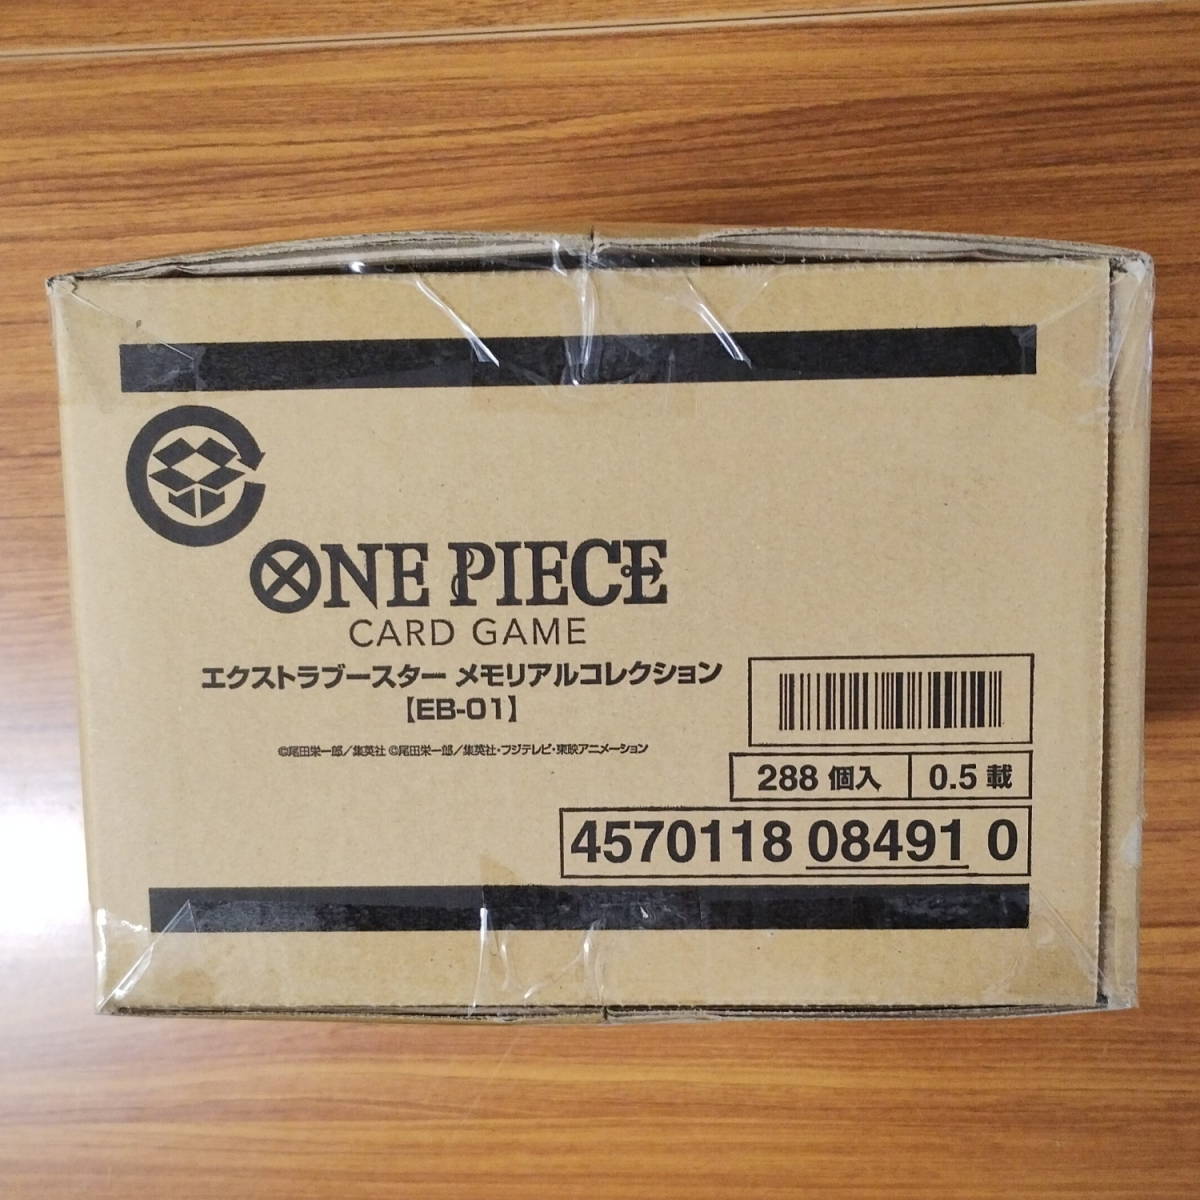 ONE PIECE
CARD GAME
エクストラブースター メモリアルコレクション
【EB-01】
©尾田栄一郎／集英社 ©尾田栄一郎／集英社・フジテレビ・東映アニメーション
288 個入 0.5 載
4570118 08491 0